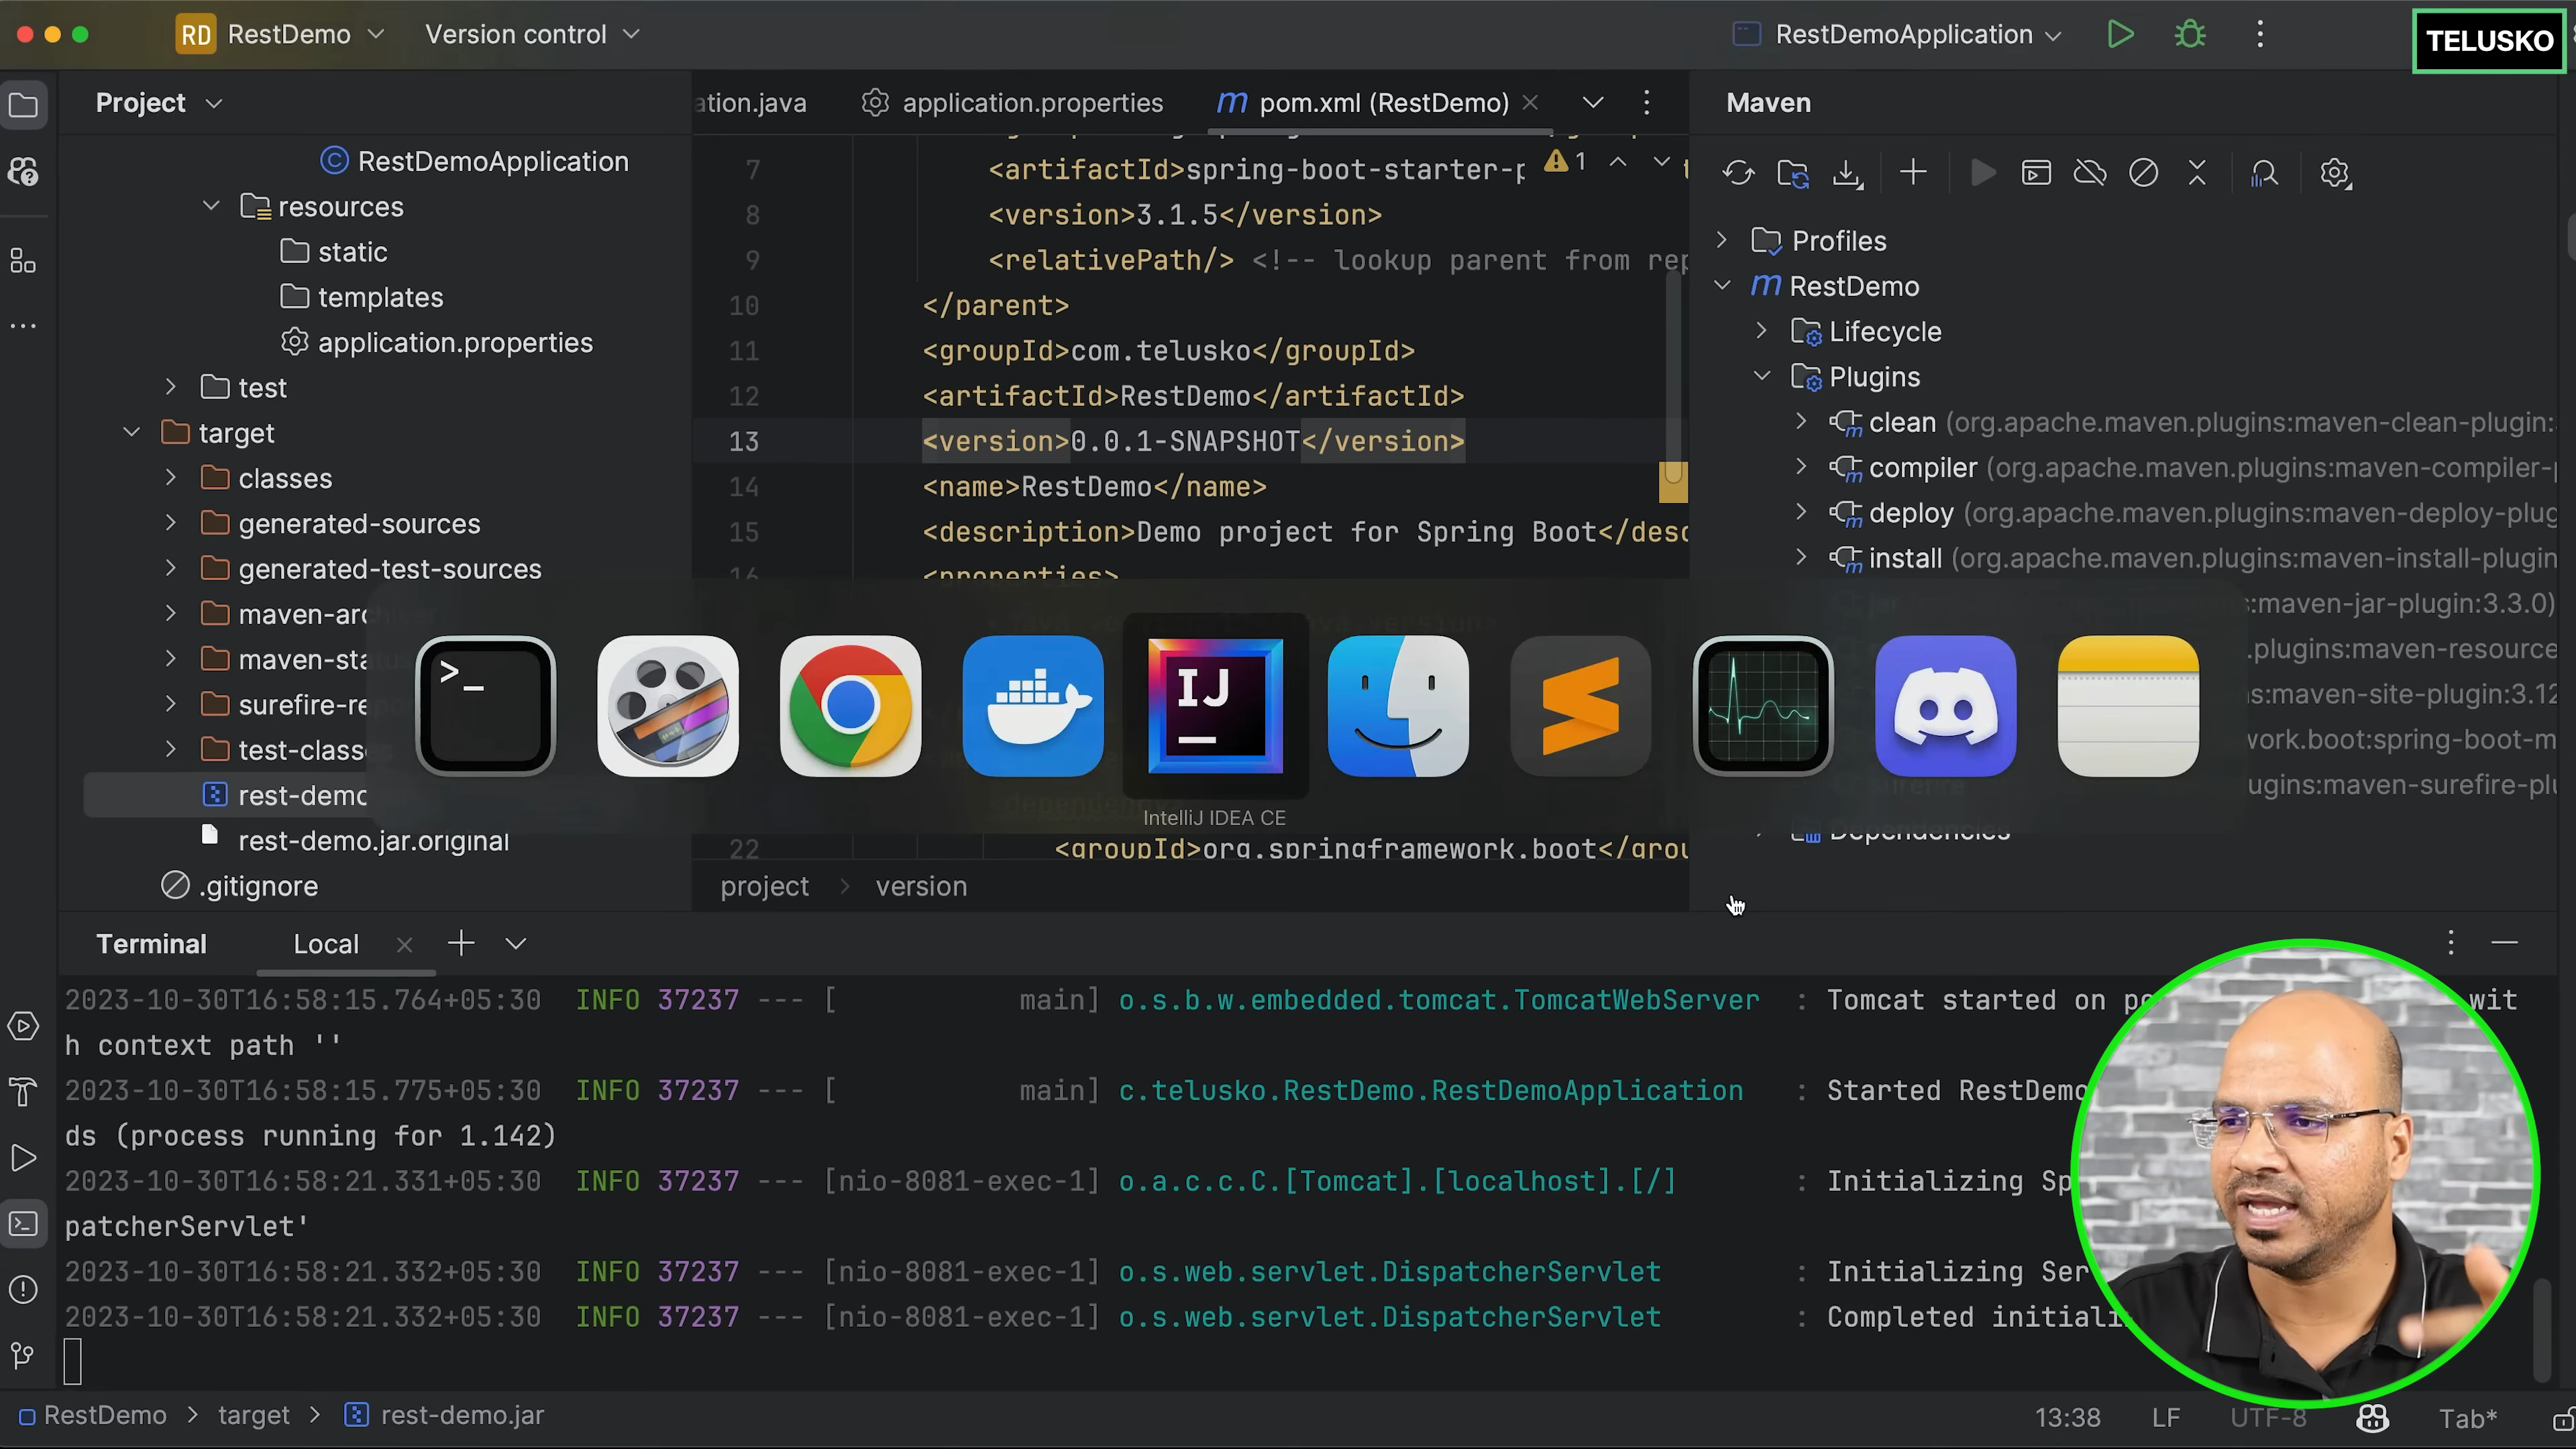 RD RestDemo Version control RestDemoApplication TELUSKO
Project ation.java application.properties m pom.xml (RestDemo) Maven
RestDemoApplication
resources
static
templates
application.properties
test
target
classes
generated-sources
generated-test-sources
surefire-re
test-classe
rest-demo
rest-demo.jar.original
.gitignore
7 <artifactId>spring-boot-starter-p 1
8 <version>3.1.5</version>
9 <relativePath/> <!-- lookup parent from rep
10 </parent>
11 <groupId>com.telusko</groupId>
12 <artifactId>RestDemo</artifactId>
13 <version>0.0.1-SNAPSHOT</version>
14 <name>RestDemo</name>
15 <description>Demo project for Spring Boot</desc
16 <properties>
22 <groupId>org.springframework.boot</grou
project > version
Profiles
m RestDemo
Lifecycle
Plugins
clean (org.apache.maven.plugins:maven-clean-plugin:
compiler (org.apache.maven.plugins:maven-compiler-p
deploy (org.apache.maven.plugins:maven-deploy-plug
install (org.apache.maven.plugins:maven-install-plugin
s:maven-jar-plugin:3.3.0)
.plugins:maven-resource
s:maven-site-plugin:3.12
work.boot:spring-boot-m
ugins:maven-surefire-plu
Dependencies
>_
IJ
IntelliJ IDEA CE
Terminal Local
2023-10-30T16:58:15.764+05:30 INFO 37237 --- [ main] o.s.b.w.embedded.tomcat.TomcatWebServer : Tomcat started on po wit
h context path ''
2023-10-30T16:58:15.775+05:30 INFO 37237 --- [ main] c.telusko.RestDemo.RestDemoApplication : Started RestDemo
ds (process running for 1.142)
2023-10-30T16:58:21.331+05:30 INFO 37237 --- [nio-8081-exec-1] o.a.c.c.C.[Tomcat].[localhost].[/] : Initializing Sp
patcherServlet'
2023-10-30T16:58:21.332+05:30 INFO 37237 --- [nio-8081-exec-1] o.s.web.servlet.DispatcherServlet : Initializing Ser
2023-10-30T16:58:21.332+05:30 INFO 37237 --- [nio-8081-exec-1] o.s.web.servlet.DispatcherServlet : Completed initiali
RestDemo > target > rest-demo.jar 13:38 LF UTF-8 Tab*